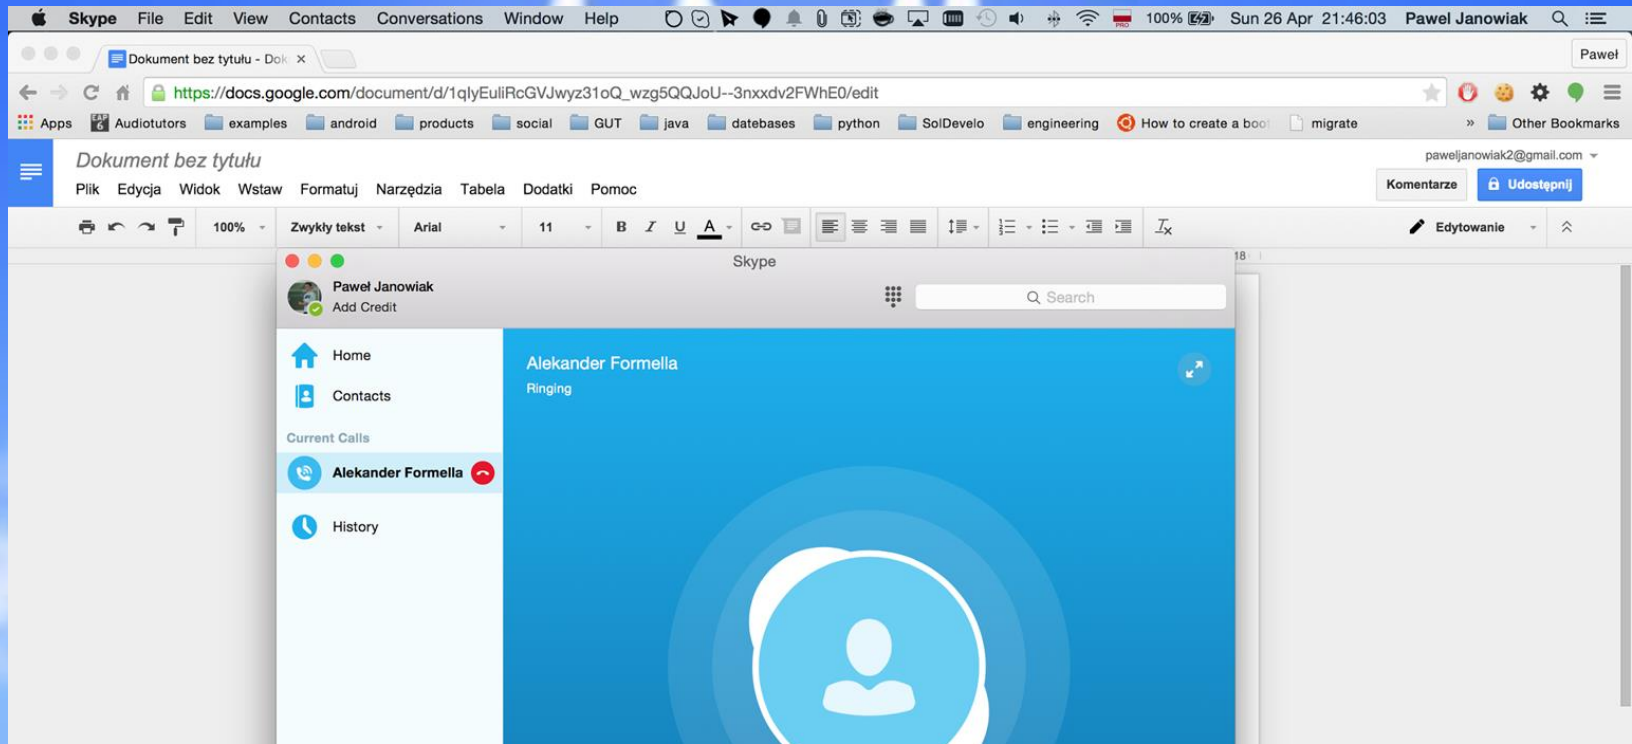 Skype File Edit View Contacts Conversations Window Help 100% Sun 26 Apr 21:46:03 Pawel Janowiak
Dokument bez tytułu - Dok Paweł
https://docs.google.com/document/d/1qIyEuliRcGVJwyz31oQ_wzg5QQJoU--3nxxdv2FWhE0/edit
Apps Audiotutors examples android products social GUT java datebases python SolDevelo engineering How to create a boot migrate » Other Bookmarks
Dokument bez tytułu paweljanowiak2@gmail.com
Plik Edycja Widok Wstaw Formatuj Narzędzia Tabela Dodatki Pomoc Komentarze Udostępnij
100% Zwykły tekst Arial 11 B I U A Edytowanie
Skype 18
Paweł Janowiak
Add Credit Search
Home
Contacts
Current Calls
Alekander Formella
History
Alekander Formella
Ringing